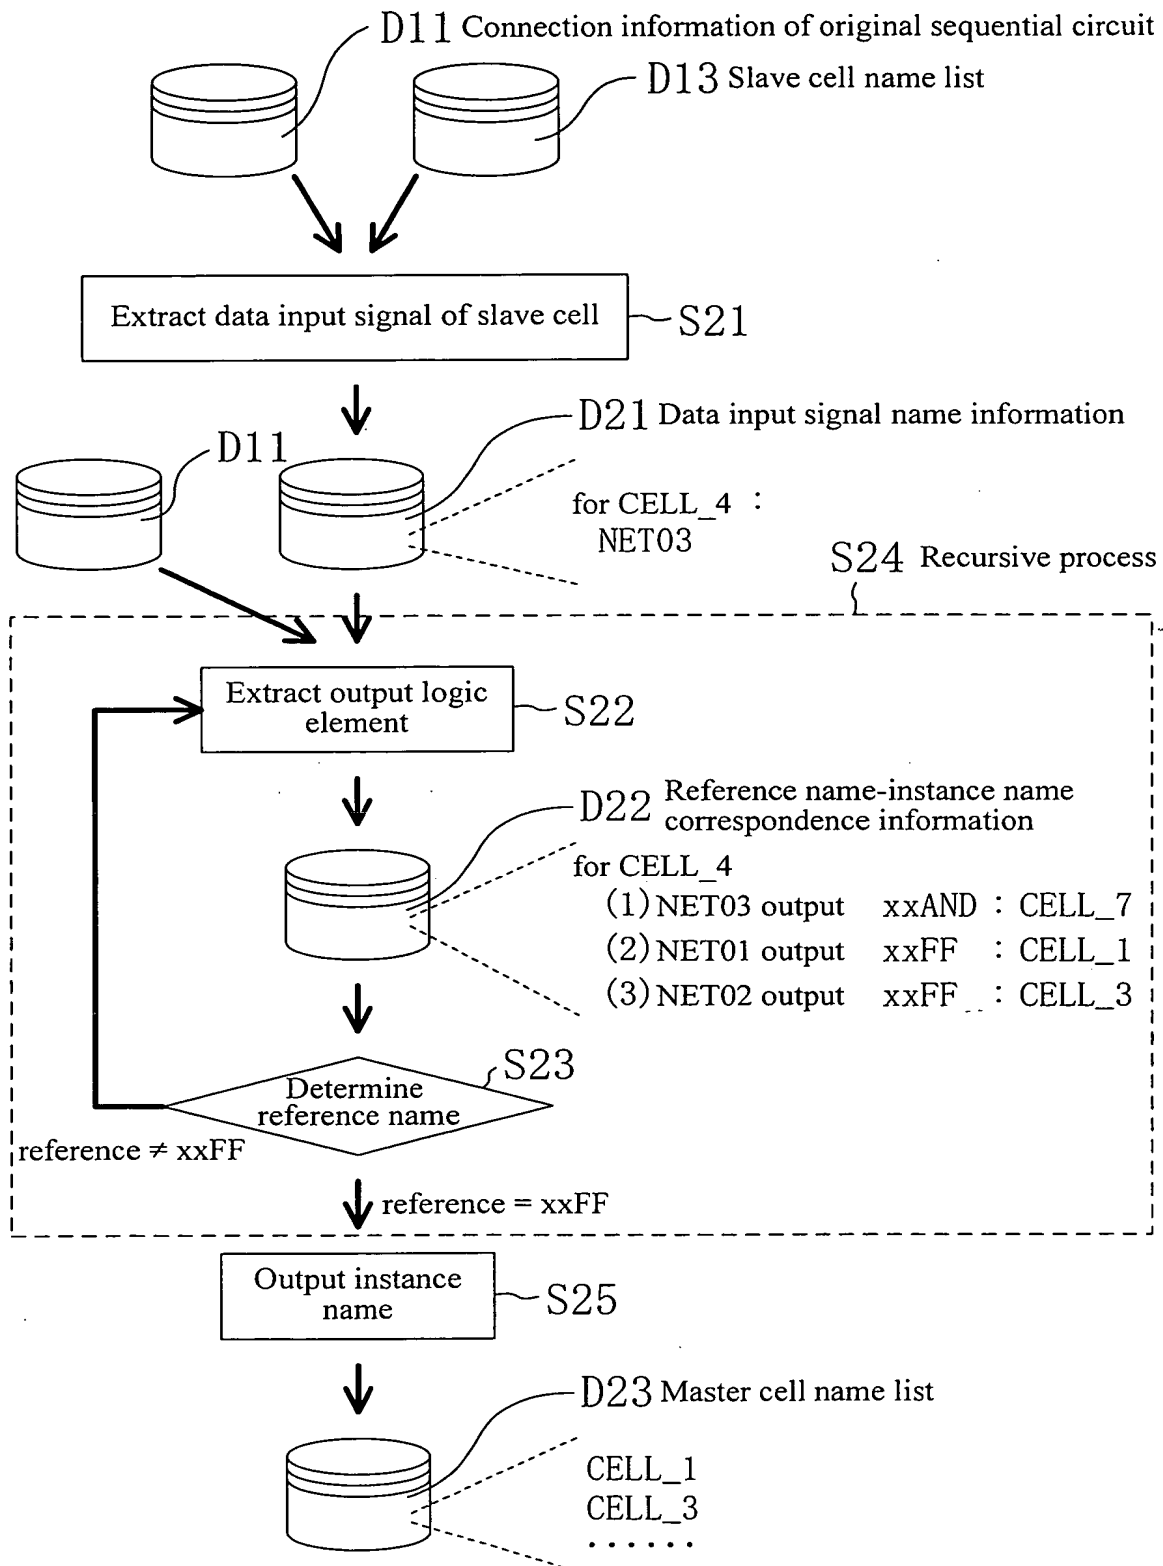 D11 Connection information of original sequential circuit
D13 Slave cell name list
Extract data input signal of slave cell
S21
D11
D21 Data input signal name information
for CELL_4 :
NET03
S24 Recursive process
Extract output logic
element
S22
D22 Reference name-instance name
correspondence information
for CELL_4
(1) NET03 output xxAND : CELL_7
(2) NET01 output xxFF : CELL_1
(3) NET02 output xxFF : CELL_3
S23
Determine
reference name
reference ≠ xxFF
reference = xxFF
Output instance
name
S25
D23 Master cell name list
CELL_1
CELL_3
......